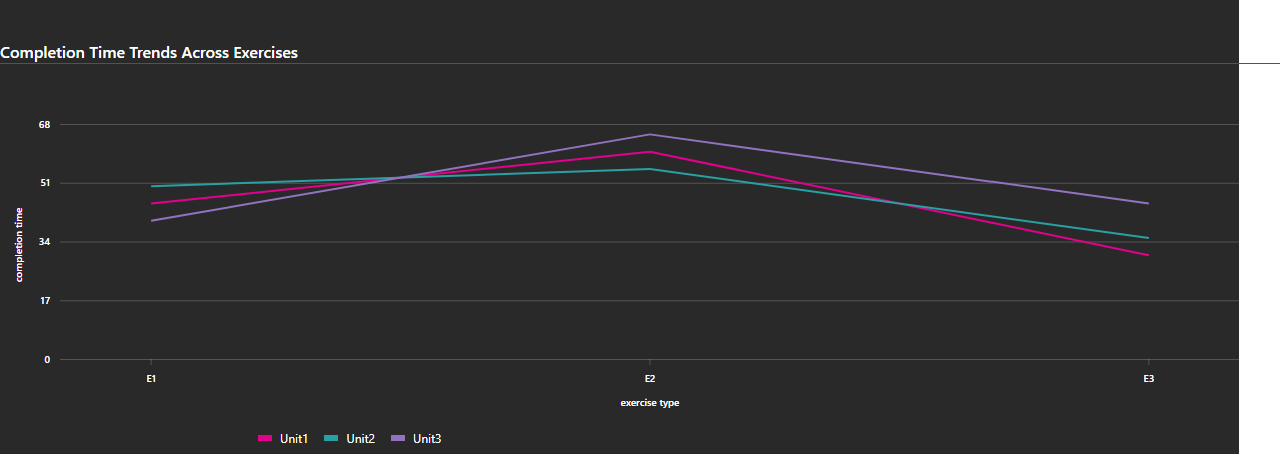 Completion Time Trends Across Exercises
68
51
34
17
0
completion time
E1 E2 E3
exercise type
Unit1 Unit2 Unit3